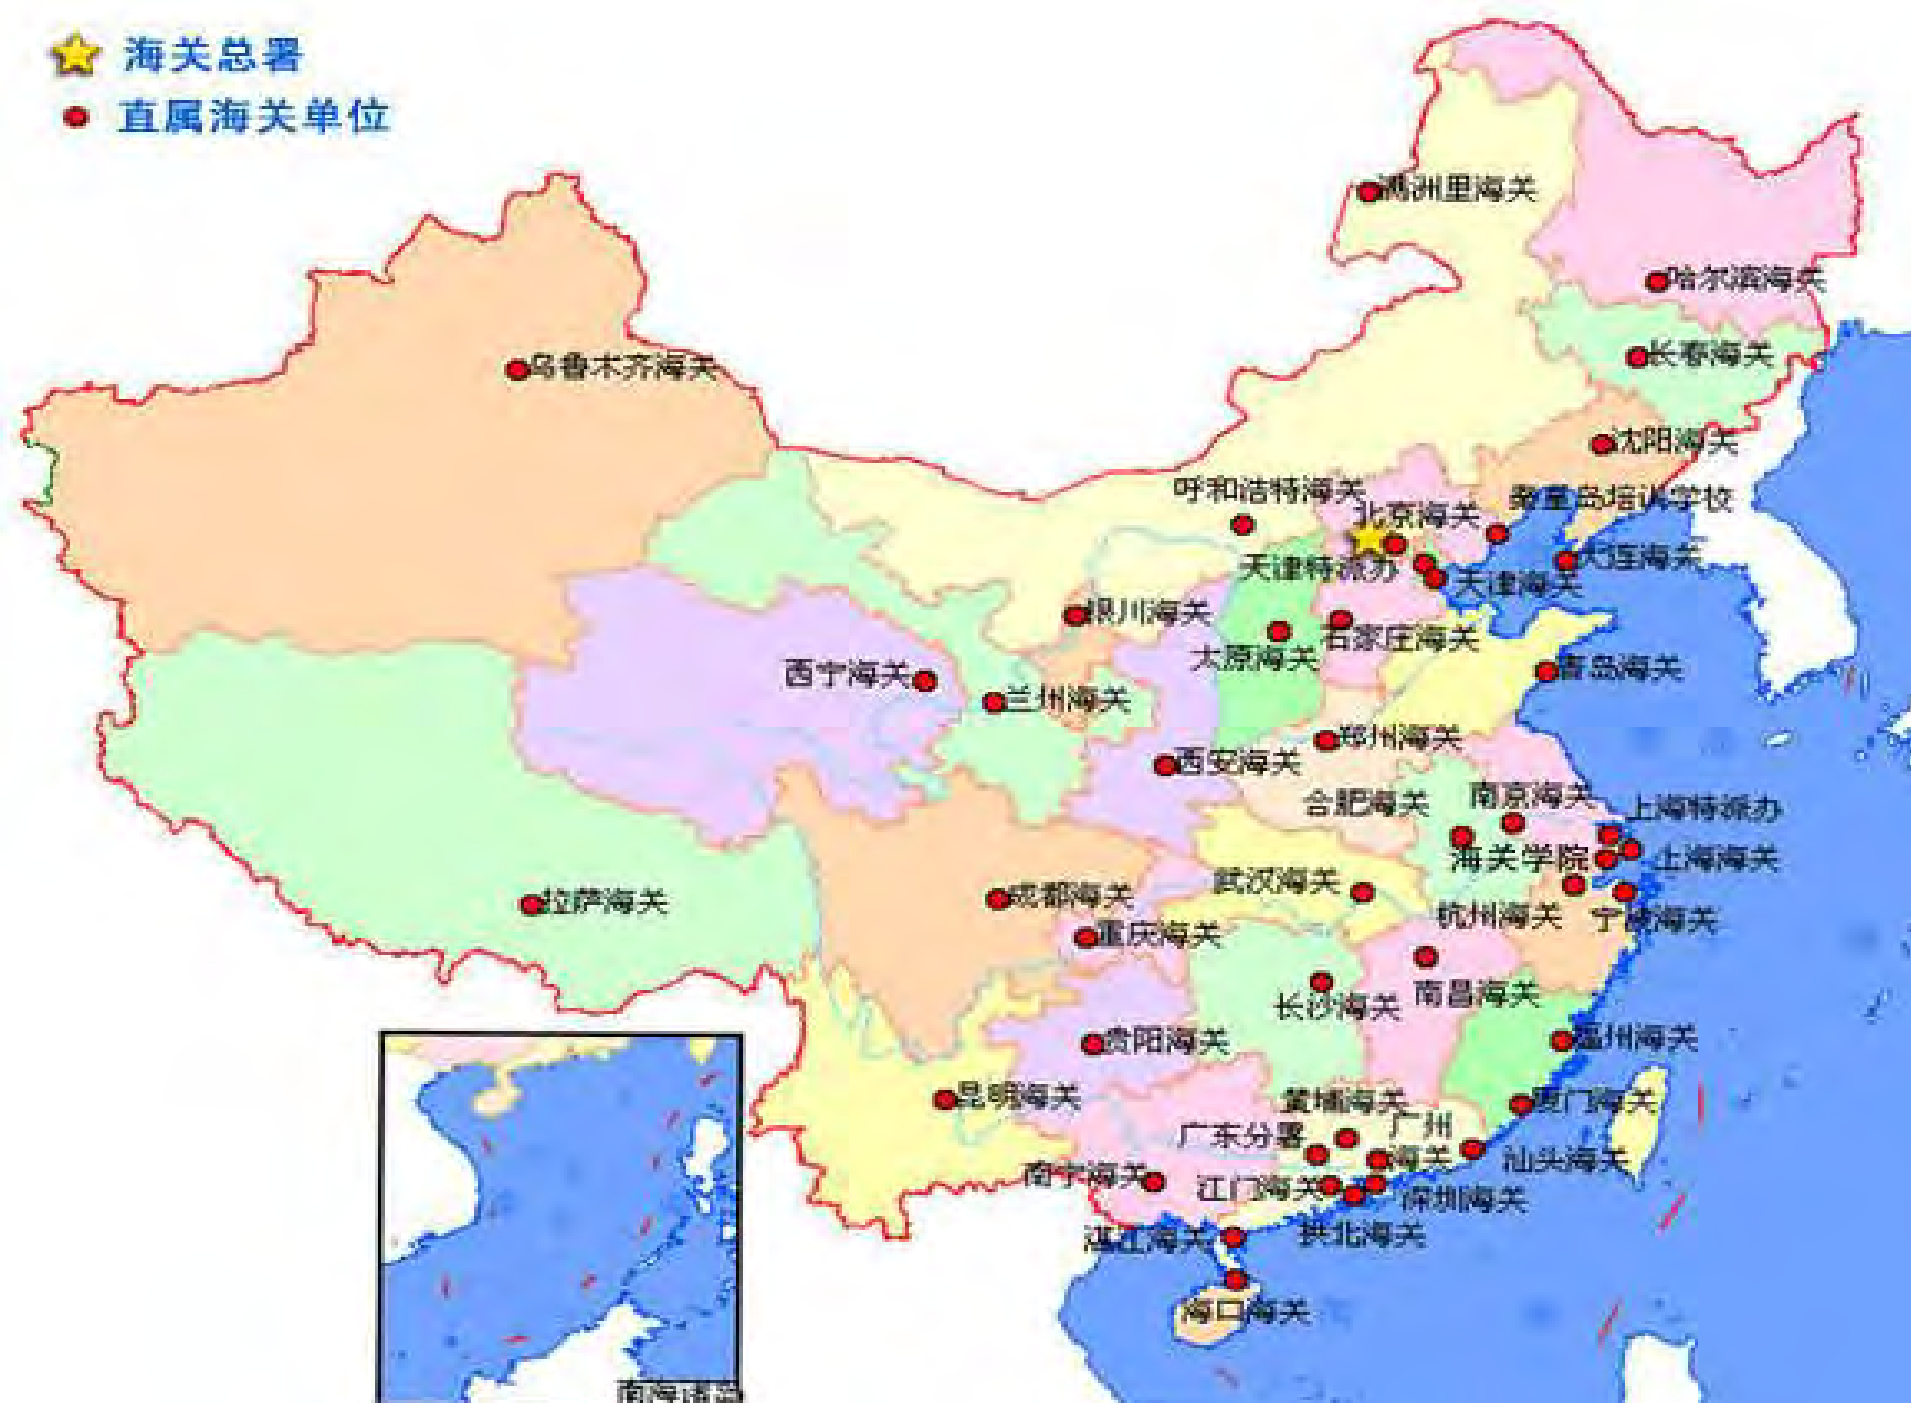 海关总署
直属海关单位
满洲里海关
哈尔滨海关
长春海关
乌鲁木齐海关
沈阳海关
呼和浩特海关
秦皇岛培训学校
北京海关
天津特派办
大连海关
天津海关
银川海关
石家庄海关
太原海关
西宁海关
青岛海关
兰州海关
郑州海关
西安海关
合肥海关
南京海关
上海特派办
海关学院
上海海关
武汉海关
成都海关
拉萨海关
杭州海关
宁波海关
重庆海关
南昌海关
长沙海关
贵阳海关
福州海关
昆明海关
黄埔海关
厦门海关
广东分署
广州
海关
汕头海关
南宁海关
江门海关
深圳海关
湛江海关
拱北海关
海口海关
南海诸岛